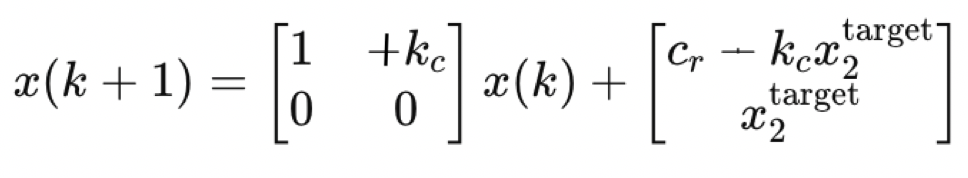 x(k + 1) = [1 +k_c; 0 0] x(k) + [c_r − k_c x_2^target; x_2^target]